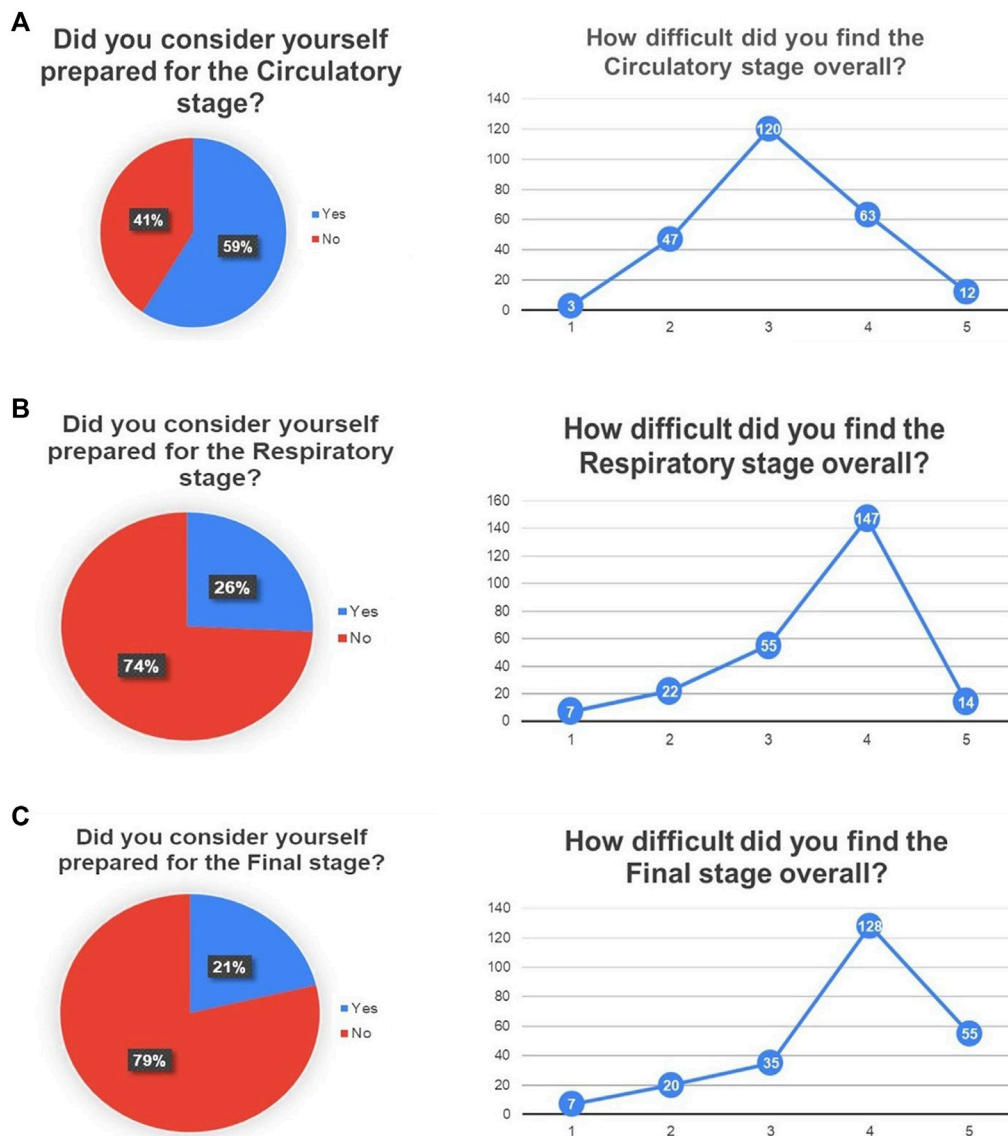 A
Did you consider yourself
prepared for the Circulatory
stage?
41%
59%
Yes
No
How difficult did you find the
Circulatory stage overall?
140
120
100
80
60
40
20
0
3
47
120
63
12
1 2 3 4 5
B
Did you consider yourself
prepared for the Respiratory
stage?
26%
74%
Yes
No
How difficult did you find the
Respiratory stage overall?
160
140
120
100
80
60
40
20
0
7
22
55
147
14
1 2 3 4 5
C
Did you consider yourself
prepared for the Final stage?
21%
79%
Yes
No
How difficult did you find the
Final stage overall?
140
120
100
80
60
40
20
0
7
20
35
128
55
1 2 3 4 5